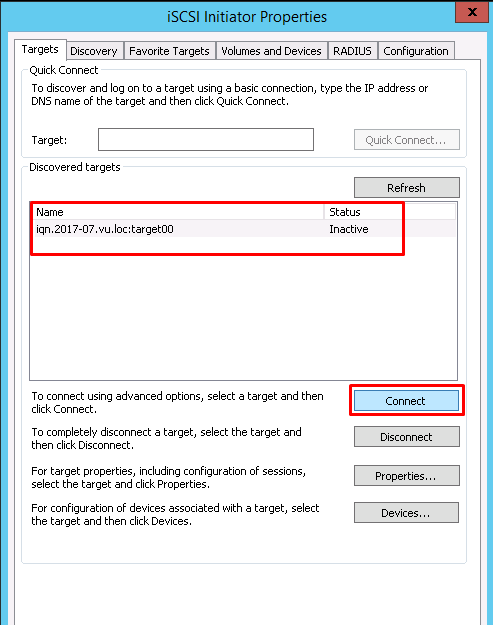 iSCSI Initiator Properties
x
Targets Discovery Favorite Targets Volumes and Devices RADIUS Configuration
Quick Connect
To discover and log on to a target using a basic connection, type the IP address or
DNS name of the target and then click Quick Connect.
Target:
Quick Connect...
Discovered targets
Refresh
Name Status
iqn.2017-07.vu.loc:target00 Inactive
To connect using advanced options, select a target and then
click Connect.
Connect
To completely disconnect a target, select the target and
then click Disconnect.
Disconnect
For target properties, including configuration of sessions,
select the target and click Properties.
Properties...
For configuration of devices associated with a target, select
the target and then click Devices.
Devices...